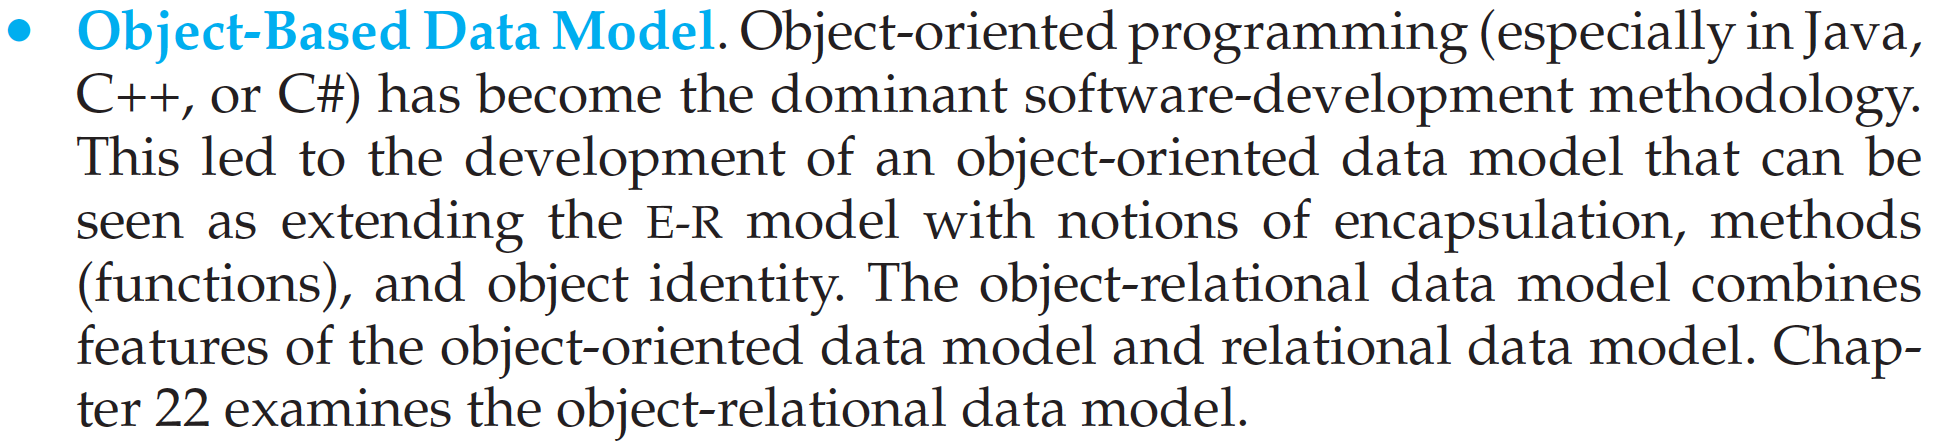 • Object-Based Data Model. Object-oriented programming (especially in Java,
C++, or C#) has become the dominant software-development methodology.
This led to the development of an object-oriented data model that can be
seen as extending the E-R model with notions of encapsulation, methods
(functions), and object identity. The object-relational data model combines
features of the object-oriented data model and relational data model. Chap-
ter 22 examines the object-relational data model.